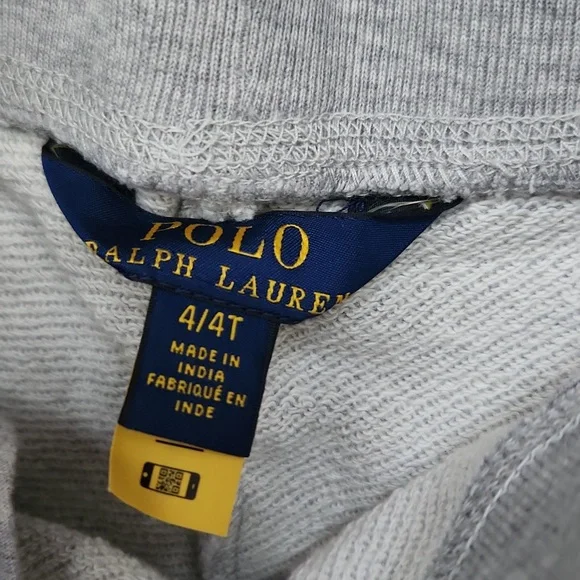 POLO
RALPH LAUREN
4/4T
MADE IN
INDIA
FABRIQUÉ EN
INDE